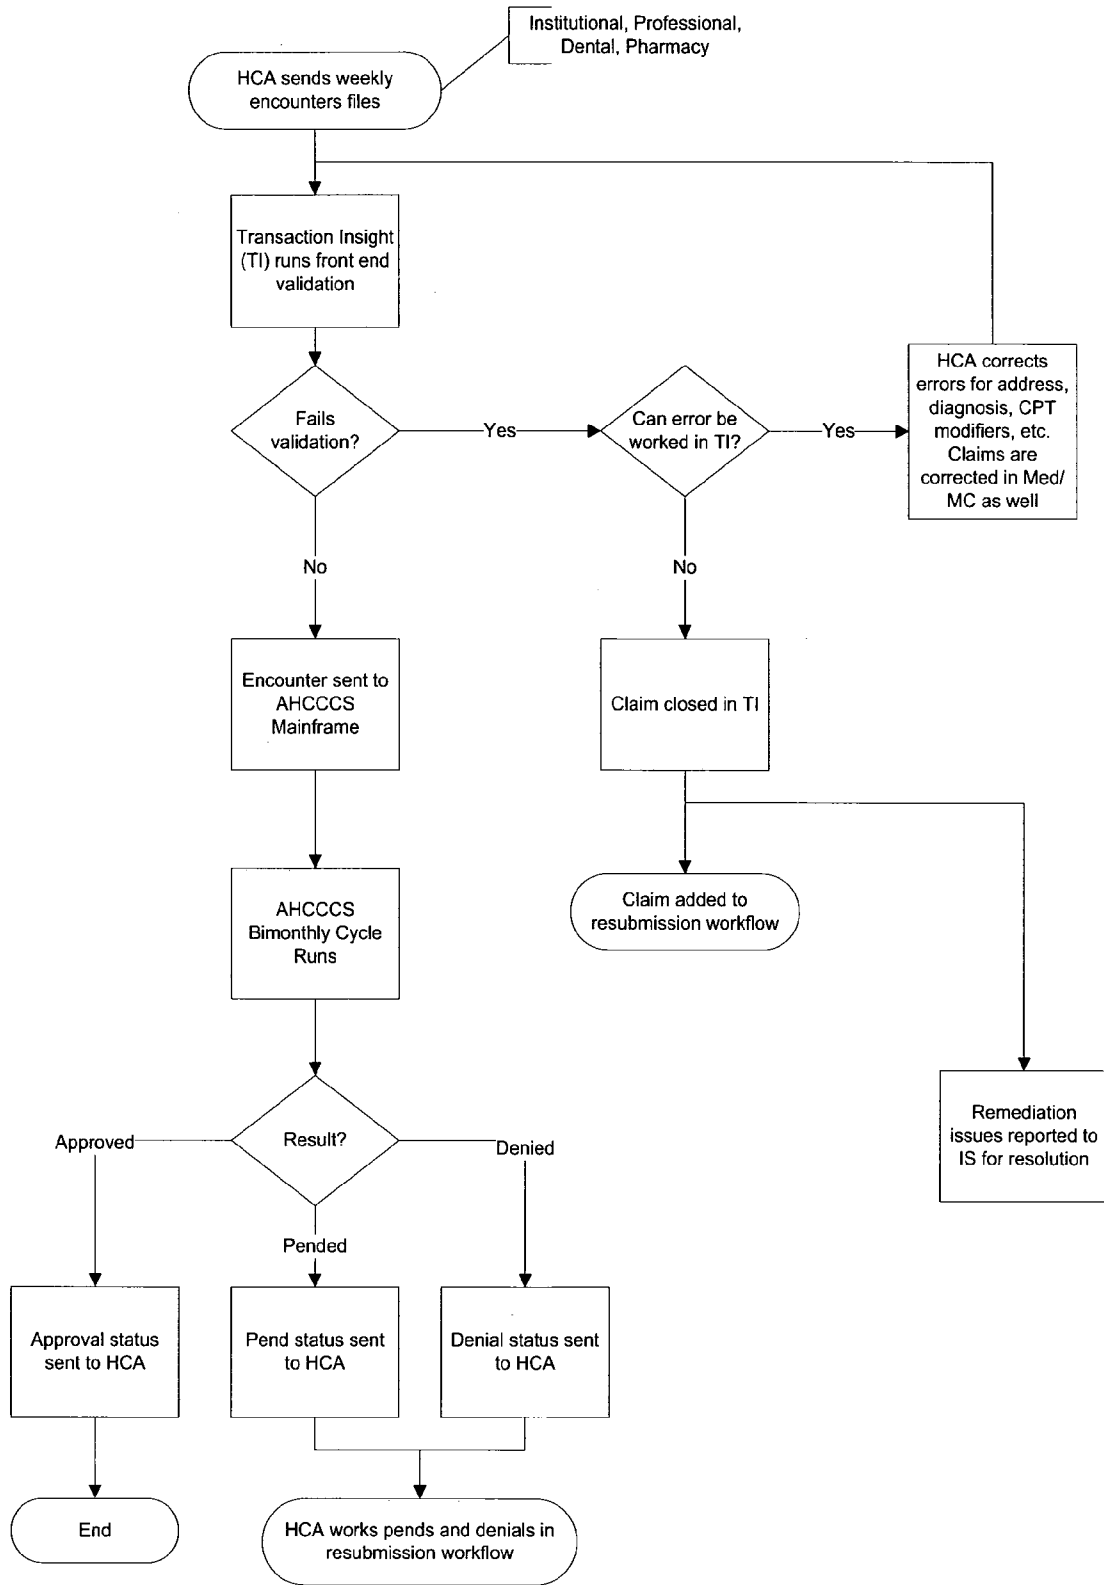 Institutional, Professional,
Dental, Pharmacy
HCA sends weekly
encounters files
Transaction Insight
(TI) runs front end
validation
Fails
validation?
Yes
Can error be
worked in TI?
Yes
HCA corrects
errors for address,
diagnosis, CPT
modifiers, etc.
Claims are
corrected in Med/
MC as well
No
No
Encounter sent to
AHCCCS
Mainframe
Claim closed in TI
AHCCCS
Bimonthly Cycle
Runs
Claim added to
resubmission workflow
Remediation
issues reported to
IS for resolution
Approved
Result?
Denied
Pended
Approval status
sent to HCA
Pend status sent
to HCA
Denial status sent
to HCA
End
HCA works pends and denials in
resubmission workflow